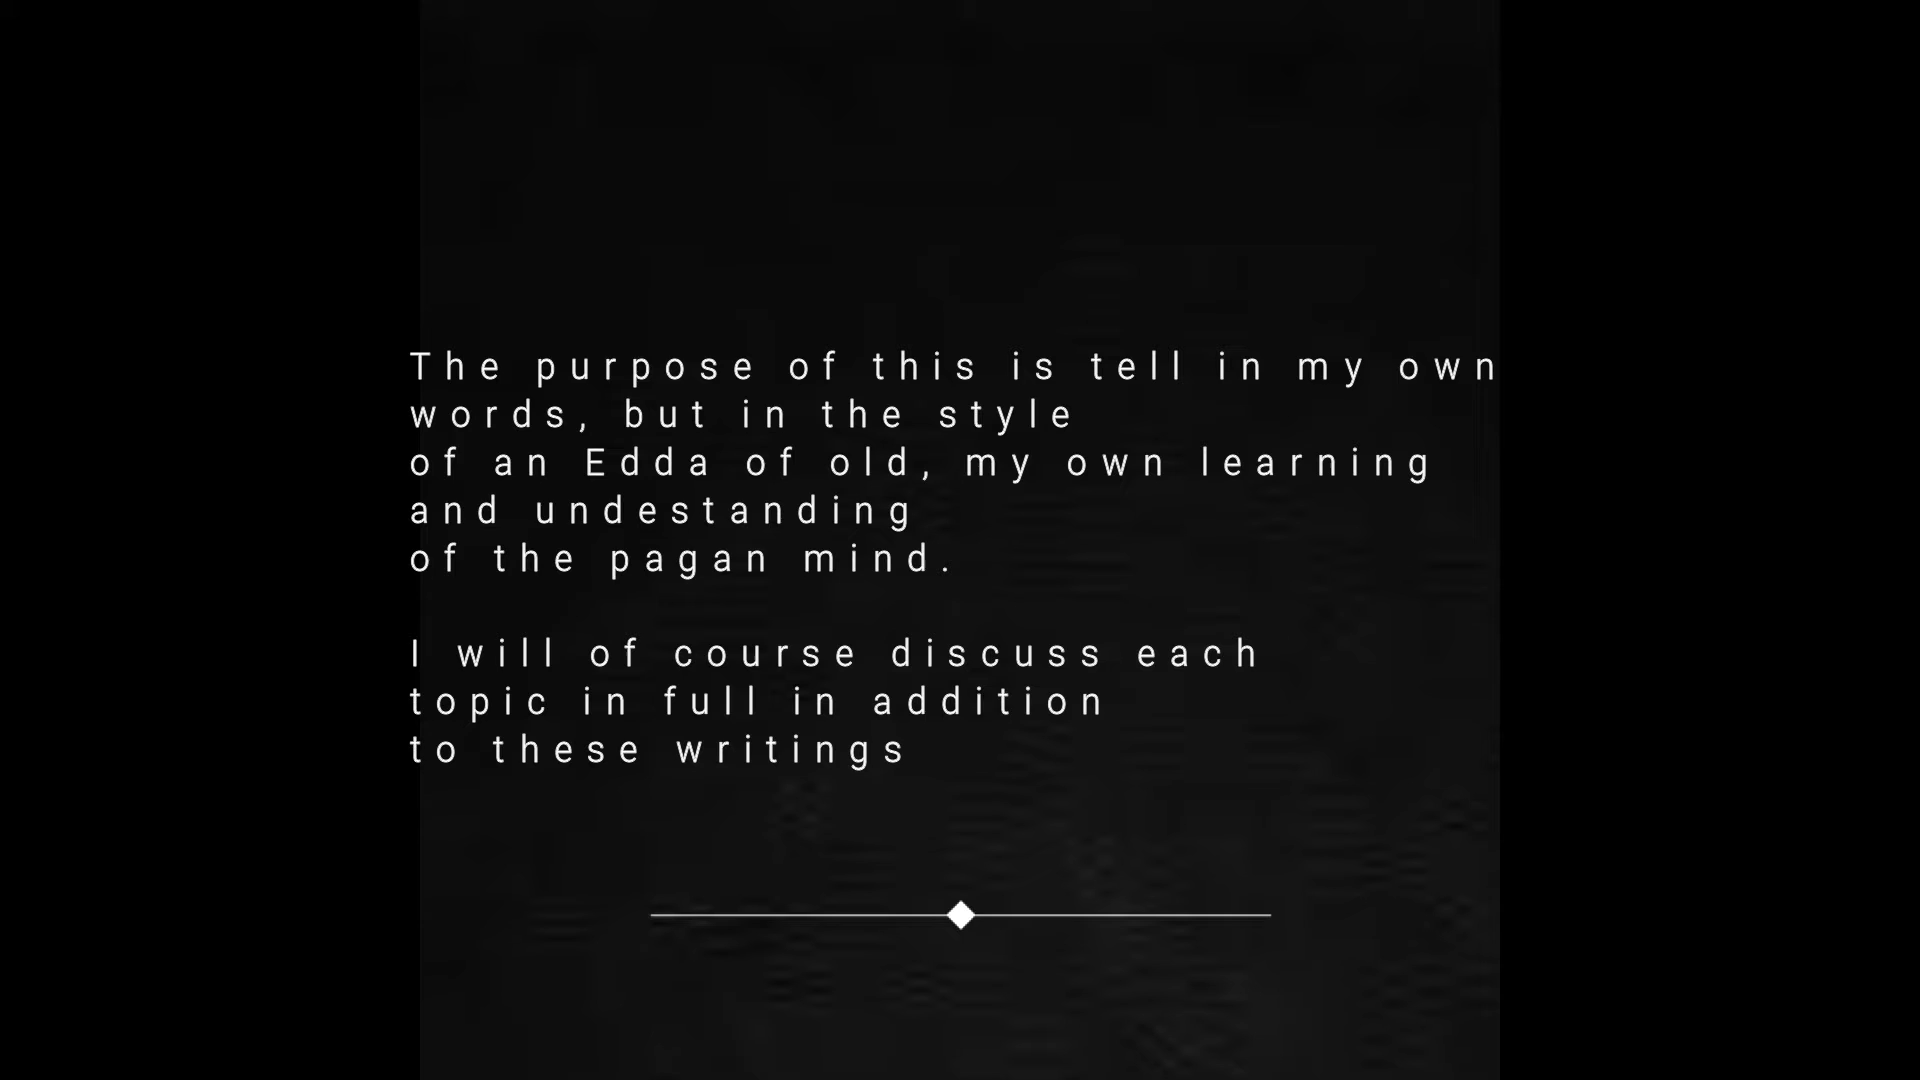 The purpose of this is tell in my own
words, but in the style
of an Edda of old, my own learning
and undestanding
of the pagan mind.
I will of course discuss each
topic in full in addition
to these writings